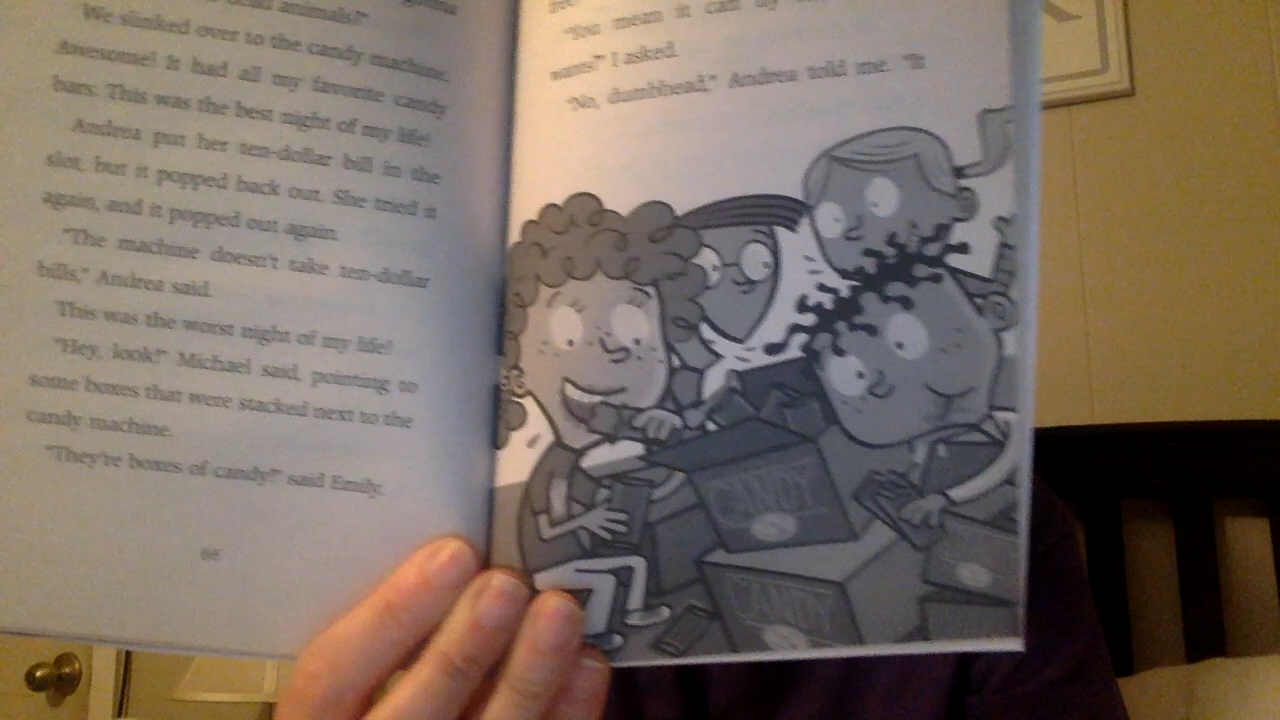 dead animals?"
We slinked over to the candy machine.
Awesome! It had all my favorite candy
bars. This was the best night of my life!
Andrea put her ten-dollar bill in the
slot, but it popped back out. She tried it
again, and it popped out again.
"The machine doesn't take ten-dollar
bills," Andrea said.
This was the worst night of my life!
"Hey, look!" Michael said, pointing to
some boxes that were stacked next to the
candy machine.
"They're boxes of candy!" said Emily.
66
"You mean it can
wants?" I asked.
"No, dumbhead," Andrea told me. "It
CANDY
CANDY